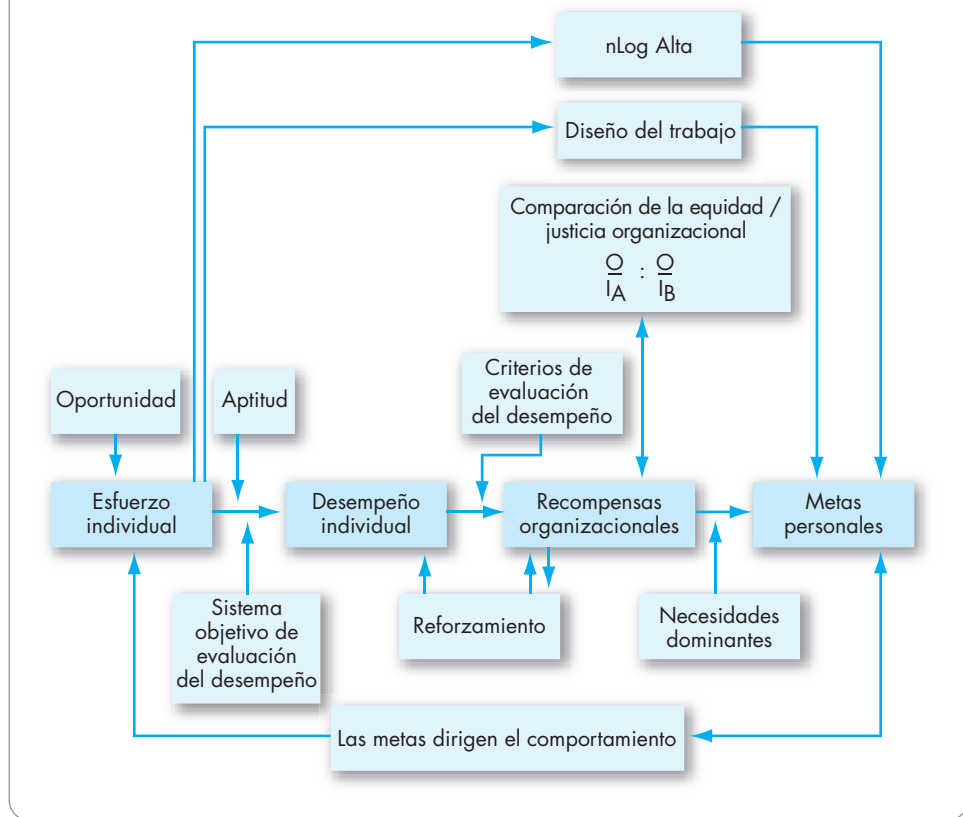 nLog Alta
Diseño del trabajo
Comparación de la equidad /
justicia organizacional
O : O
IA IB
Criterios de
evaluación
del desempeño
Oportunidad
Aptitud
Esfuerzo
individual
Desempeño
individual
Recompensas
organizacionales
Metas
personales
Sistema
objetivo de
evaluación
del desempeño
Reforzamiento
Necesidades
dominantes
Las metas dirigen el comportamiento